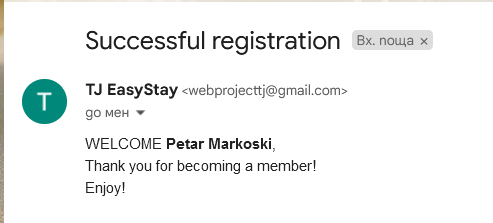 Successful registration Вх. поща ×
T TJ EasyStay <webprojecttj@gmail.com>
до мен
WELCOME Petar Markoski,
Thank you for becoming a member!
Enjoy!